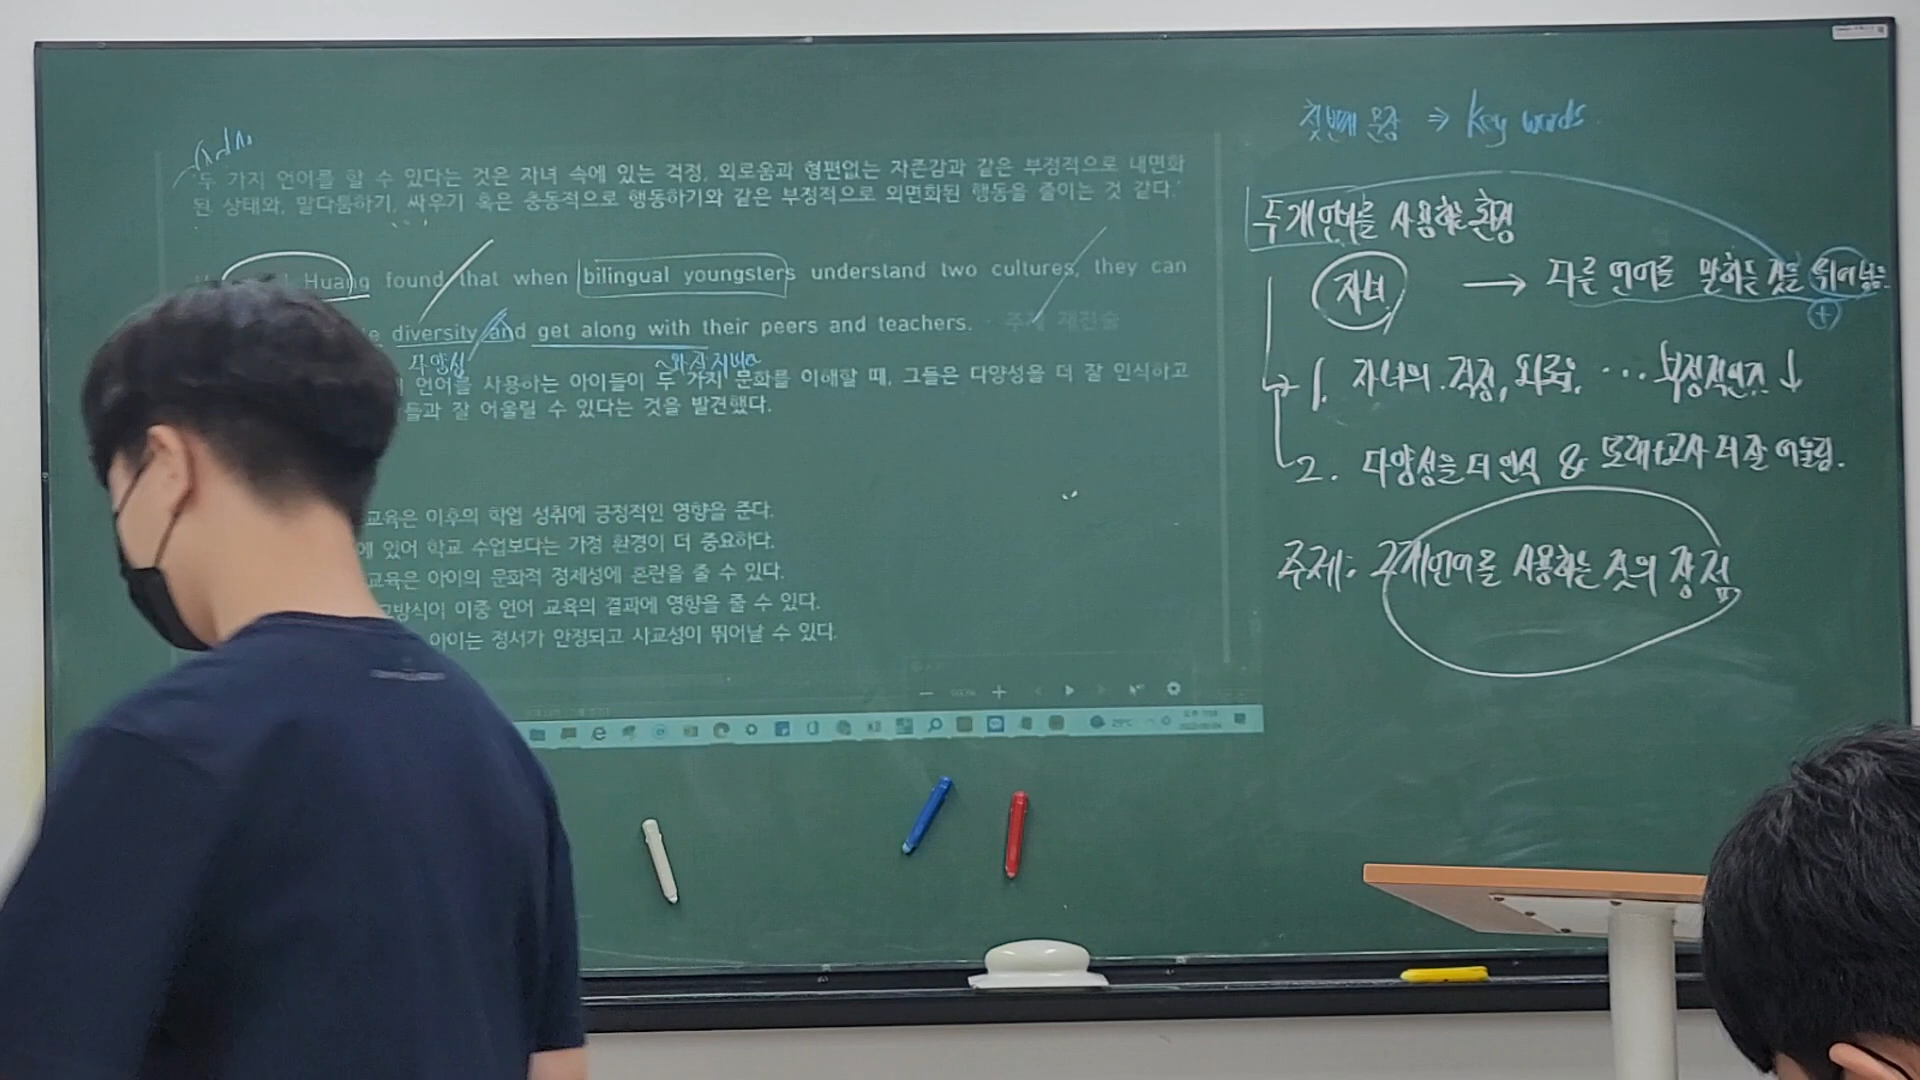 두 가지 언어를 할 수 있다는 것은 자녀 속에 있는 걱정, 외로움과 형편없는 자존감과 같은 부정적으로 내면화
된 상태와, 말다툼하기, 싸우기 혹은 충동적으로 행동하기와 같은 부정적으로 외면화된 행동을 줄이는 것 같다.
Huang found that when bilingual youngsters understand two cultures, they can
diversity and get along with their peers and teachers. 주제 재진술
다양성 ~와 잘 지내다
언어를 사용하는 아이들이 두 가지 문화를 이해할 때, 그들은 다양성을 더 잘 인식하고
들과 잘 어울릴 수 있다는 것을 발견했다.
교육은 이후의 학업 성취에 긍정적인 영향을 준다.
에 있어 학교 수업보다는 가정 환경이 더 중요하다.
교육은 아이의 문화적 정체성에 혼란을 줄 수 있다.
방식이 이중 언어 교육의 결과에 영향을 줄 수 있다.
아이는 정서가 안정되고 사교성이 뛰어날 수 있다.
25°C
첫번째 문장 ⇒ key words
두개 언어를 사용하는 환경
자녀 → 다른 언어로 말하는 것을 뛰어넘음
+
1. 자녀의 걱정, 외로움, ... 부정적인것 ↓
2. 다양성을 더 인식 & 또래+교사 더 잘 어울림.
주제: 두개언어를 사용하는 것의 장점